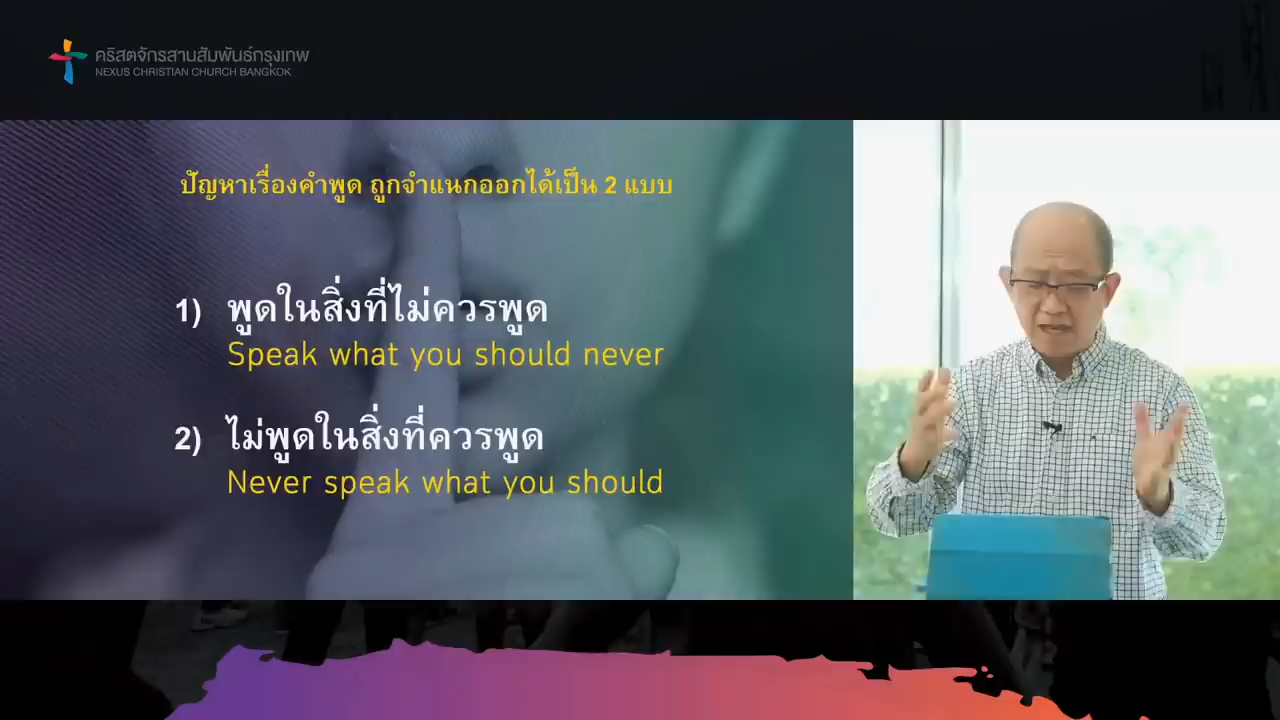 คริสตจักรสานสัมพันธ์กรุงเทพ
NEXUS CHRISTIAN CHURCH BANGKOK
ปัญหาเรื่องคำพูด ถูกจำแนกออกได้เป็น 2 แบบ
1) พูดในสิ่งที่ไม่ควรพูด
Speak what you should never
2) ไม่พูดในสิ่งที่ควรพูด
Never speak what you should